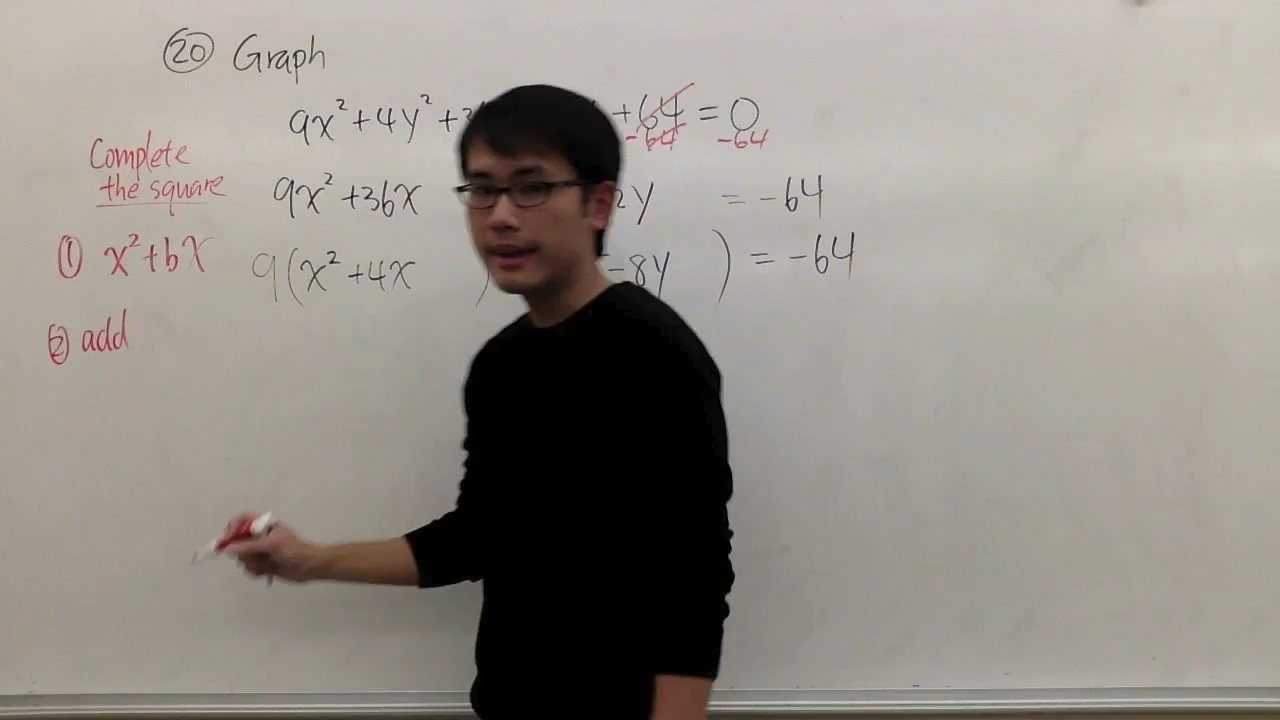 ⑳ Graph
9x²+4y²+3 +64 = 0
-64 -64
Complete
the square
9x²+36x 2y = -64
① x²+bx
9(x²+4x ) -8y ) = -64
② add